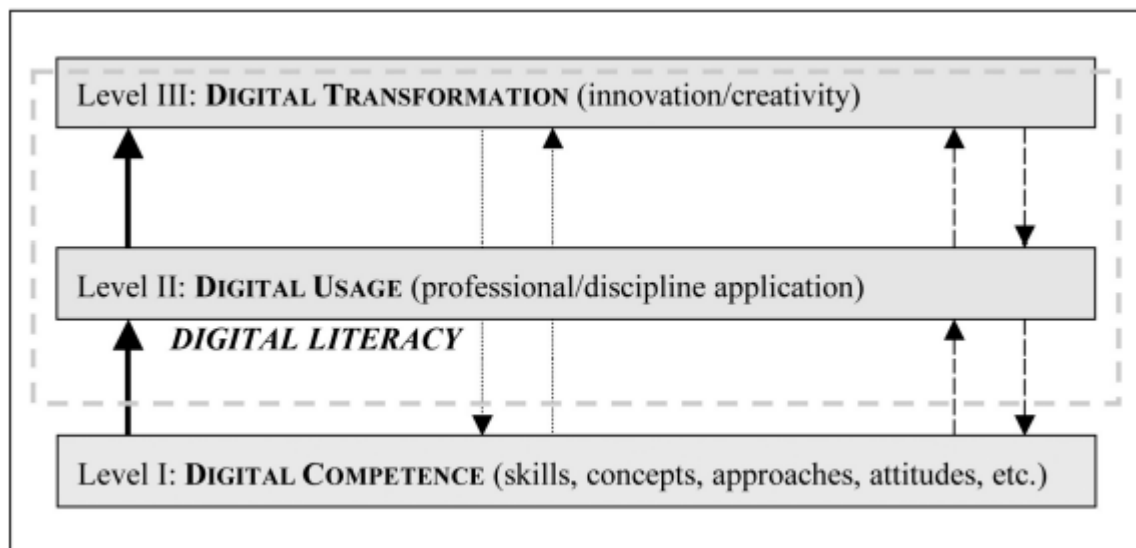 Level III: DIGITAL TRANSFORMATION (innovation/creativity)
Level II: DIGITAL USAGE (professional/discipline application)
DIGITAL LITERACY
Level I: DIGITAL COMPETENCE (skills, concepts, approaches, attitudes, etc.)